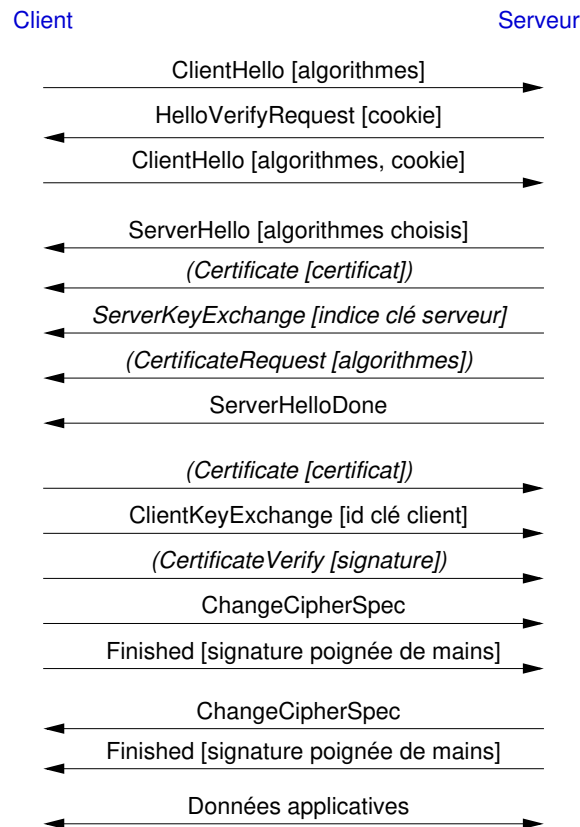 Client Serveur
ClientHello [algorithmes]
HelloVerifyRequest [cookie]
ClientHello [algorithmes, cookie]
ServerHello [algorithmes choisis]
(Certificate [certificat])
ServerKeyExchange [indice clé serveur]
(CertificateRequest [algorithmes])
ServerHelloDone
(Certificate [certificat])
ClientKeyExchange [id clé client]
(CertificateVerify [signature])
ChangeCipherSpec
Finished [signature poignée de mains]
ChangeCipherSpec
Finished [signature poignée de mains]
Données applicatives